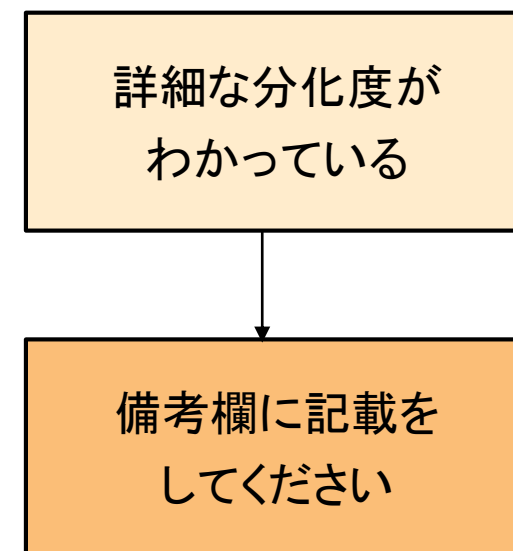 詳細な分化度が
わかっている
備考欄に記載を
してください